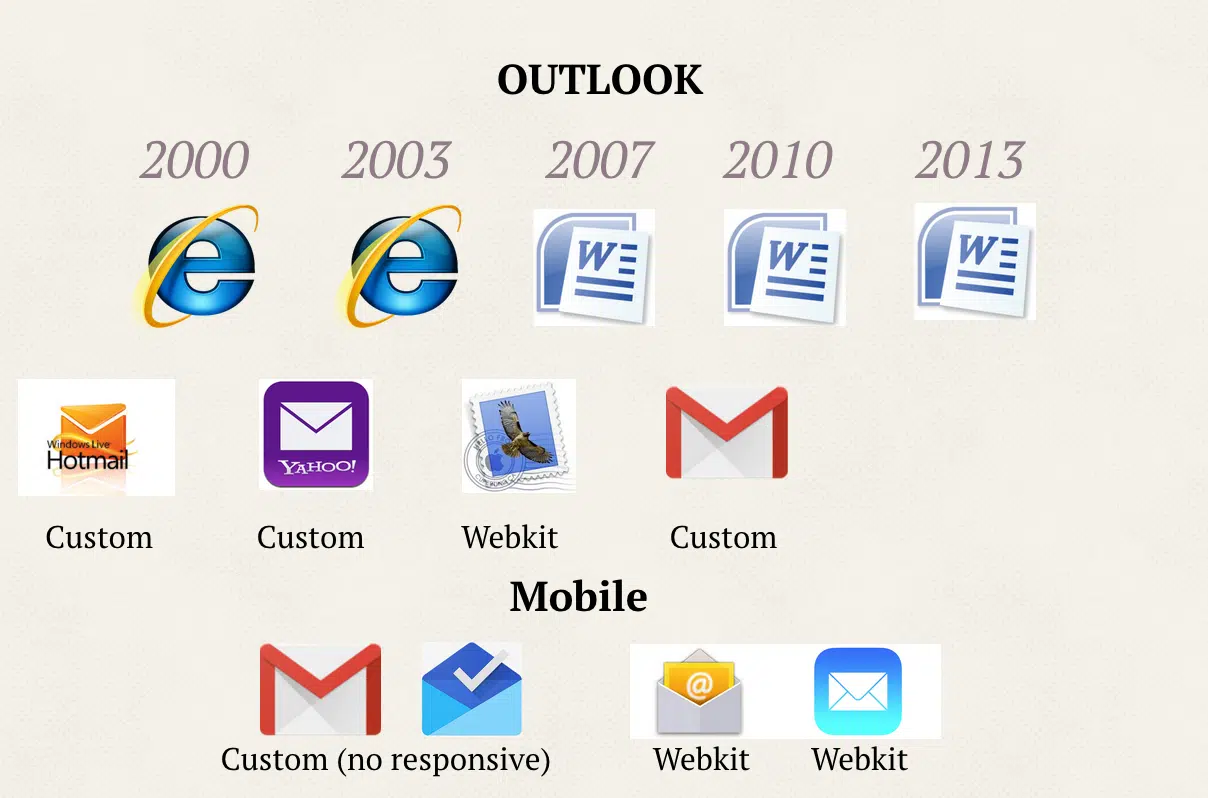 OUTLOOK
2000 2003 2007 2010 2013
e e W W W
Windows Live
Hotmail
YAHOO!
Custom Custom Webkit Custom
Mobile
@
Custom (no responsive) Webkit Webkit